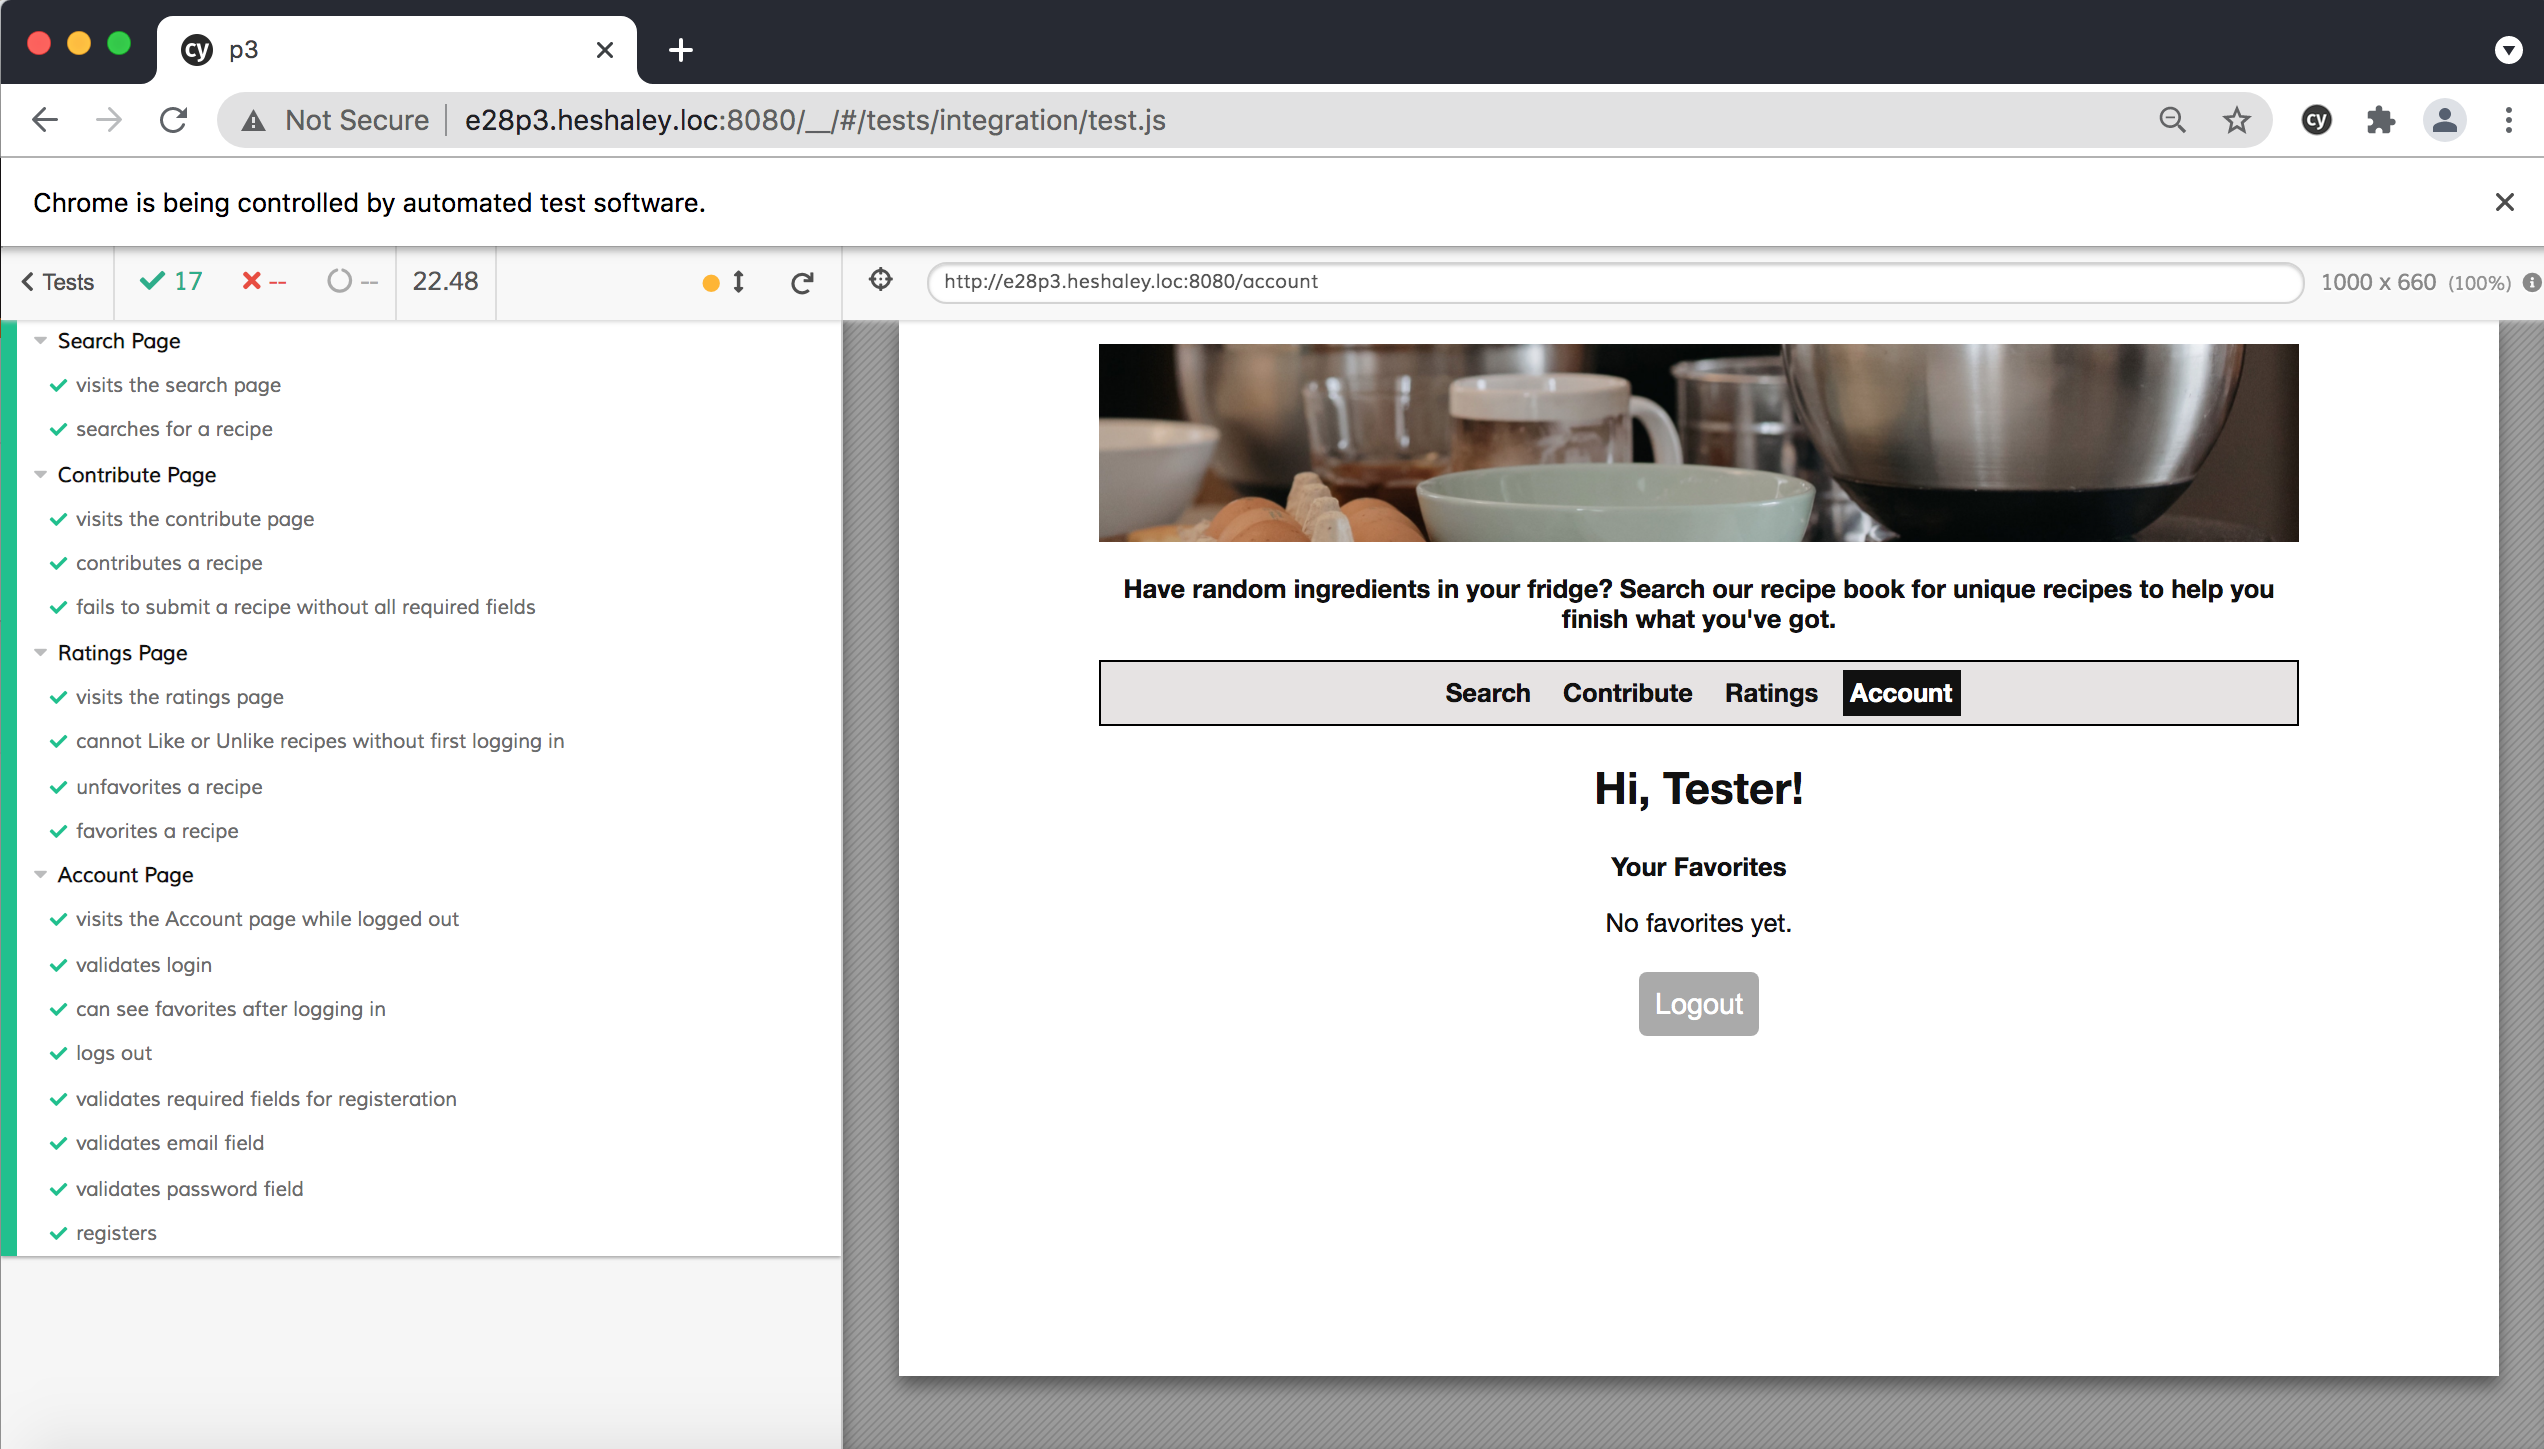 cy p3
Not Secure e28p3.heshaley.loc:8080/__/#/tests/integration/test.js cy
Chrome is being controlled by automated test software.
Tests 17 -- -- 22.48 http://e28p3.heshaley.loc:8080/account 1000 x 660 (100%)
Search Page
visits the search page
searches for a recipe
Contribute Page
visits the contribute page
contributes a recipe
fails to submit a recipe without all required fields
Ratings Page
visits the ratings page
cannot Like or Unlike recipes without first logging in
unfavorites a recipe
favorites a recipe
Account Page
visits the Account page while logged out
validates login
can see favorites after logging in
logs out
validates required fields for registeration
validates email field
validates password field
registers
Have random ingredients in your fridge? Search our recipe book for unique recipes to help you
finish what you've got.
Search Contribute Ratings Account
Hi, Tester!
Your Favorites
No favorites yet.
Logout